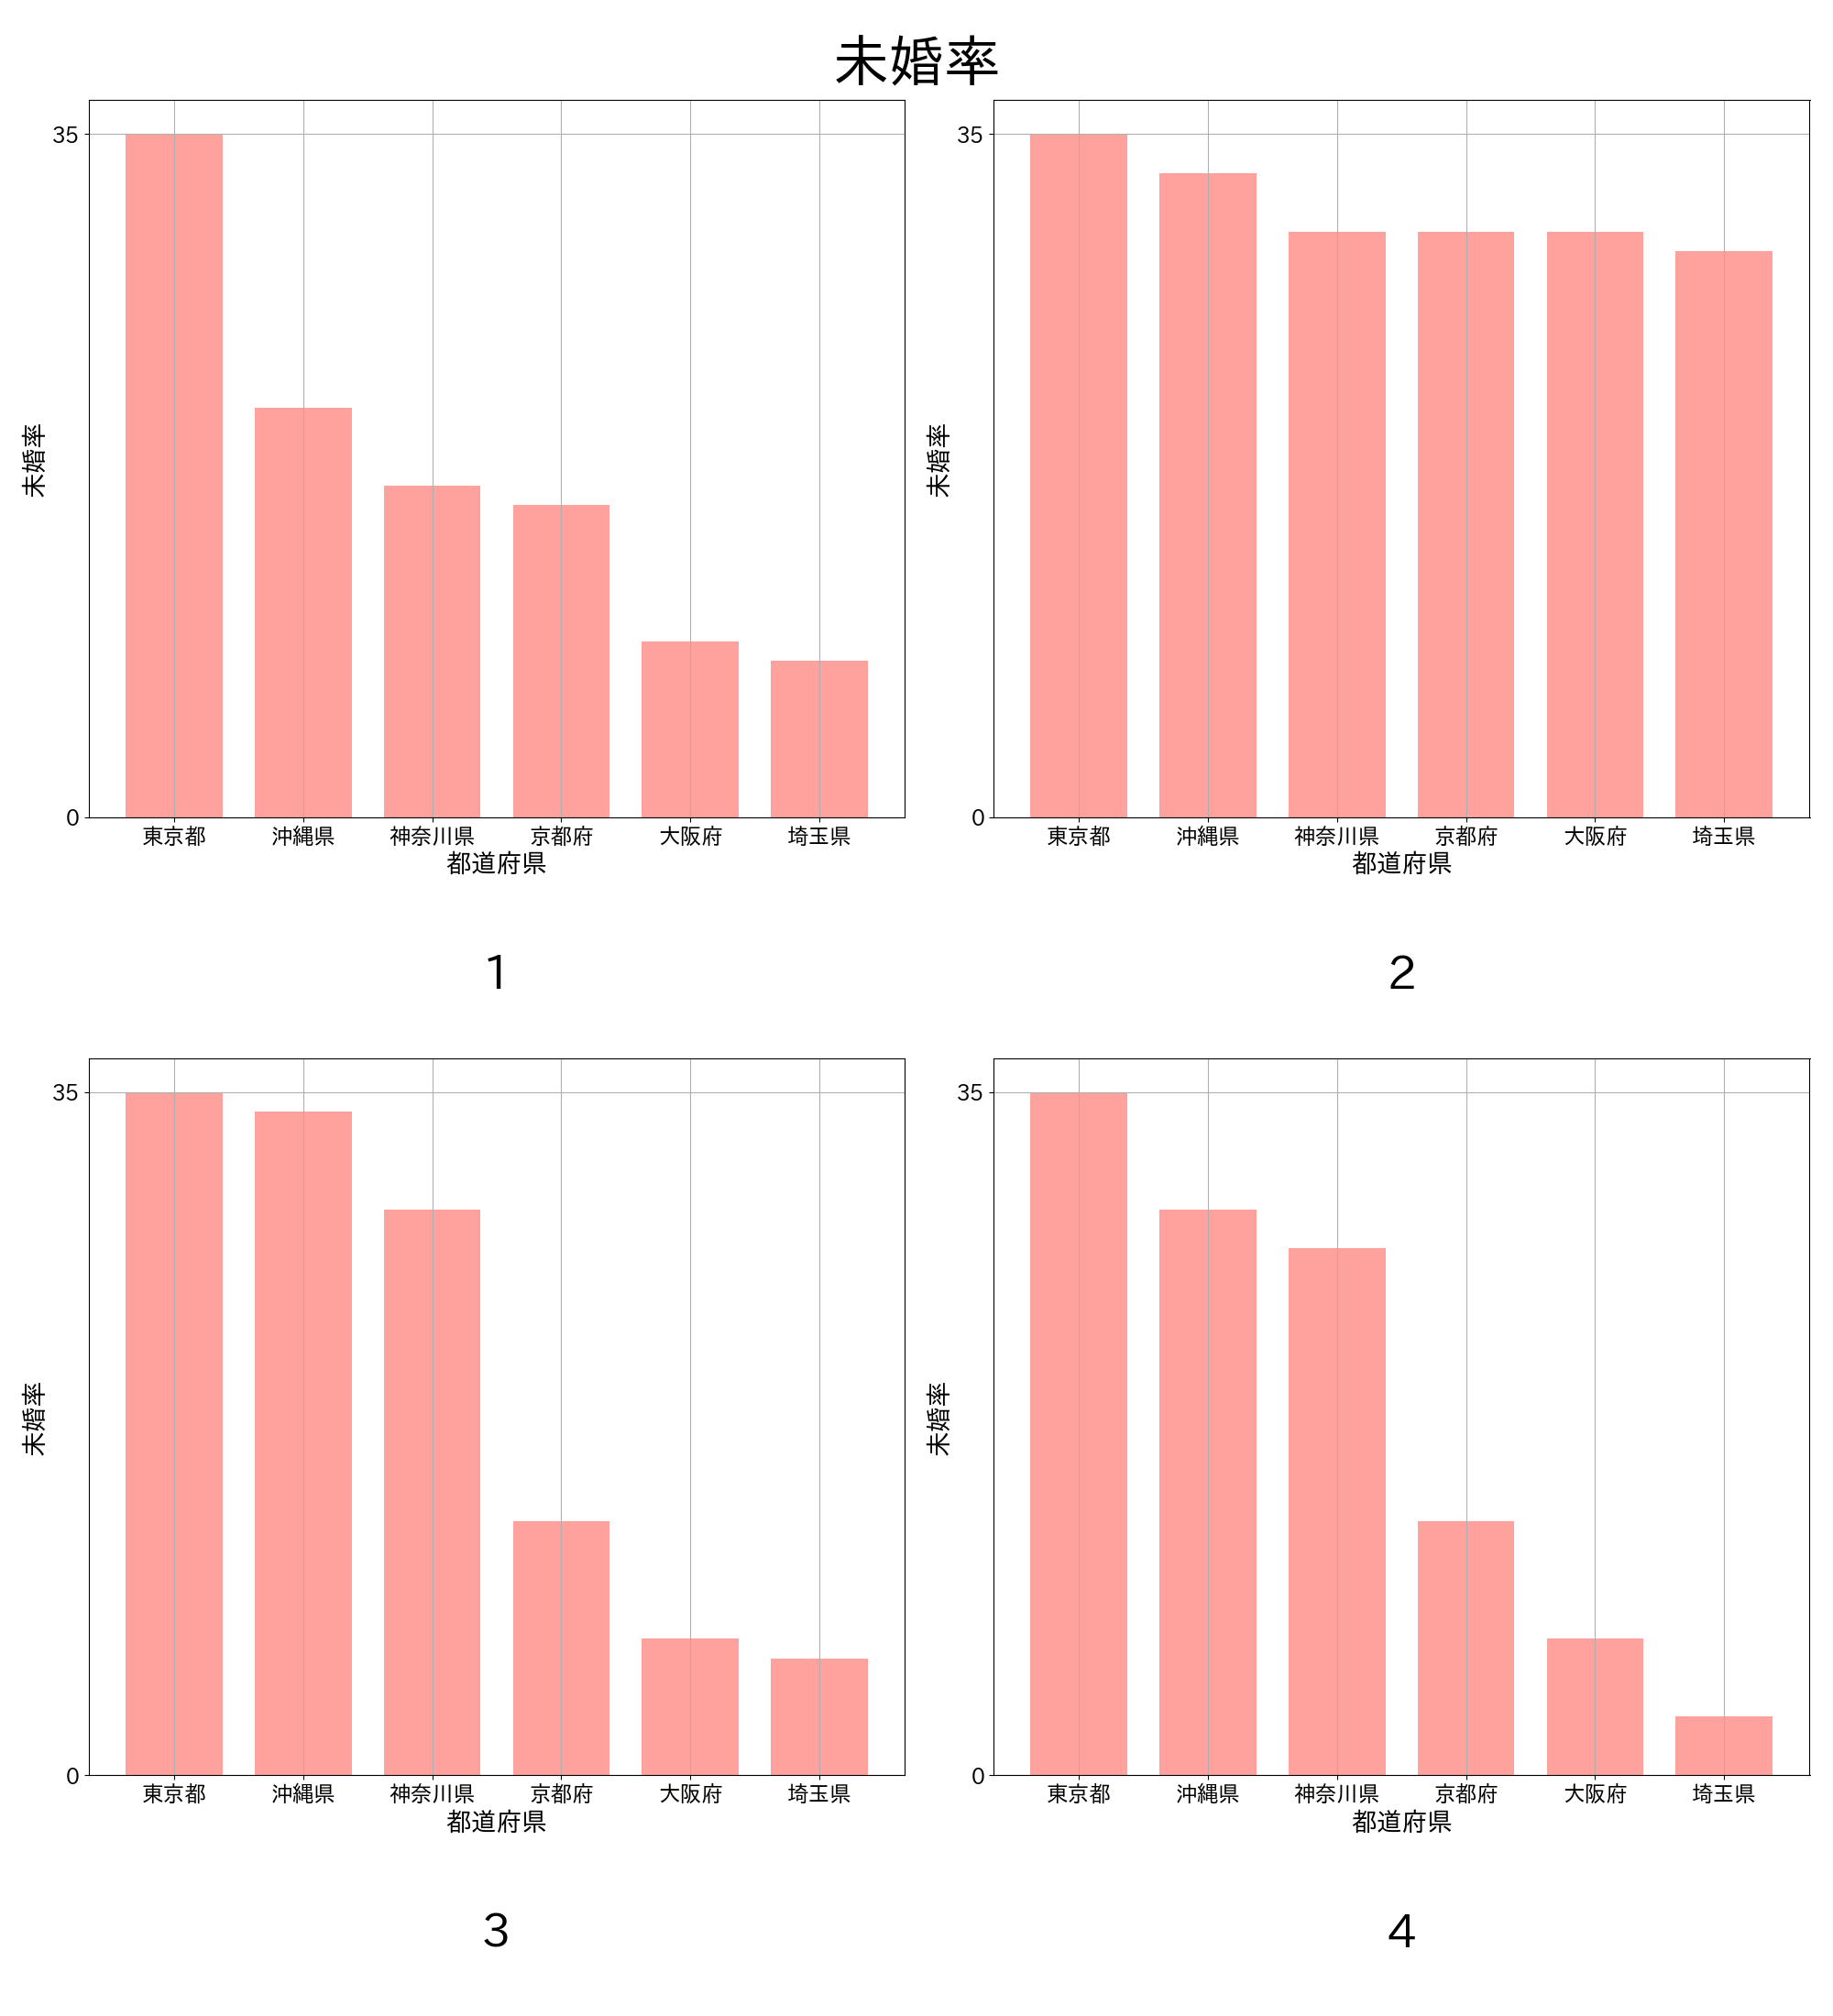 未婚率
35
0
未婚率
東京都 沖縄県 神奈川県 京都府 大阪府 埼玉県
都道府県
1
35
0
未婚率
東京都 沖縄県 神奈川県 京都府 大阪府 埼玉県
都道府県
2
35
0
未婚率
東京都 沖縄県 神奈川県 京都府 大阪府 埼玉県
都道府県
3
35
0
未婚率
東京都 沖縄県 神奈川県 京都府 大阪府 埼玉県
都道府県
4